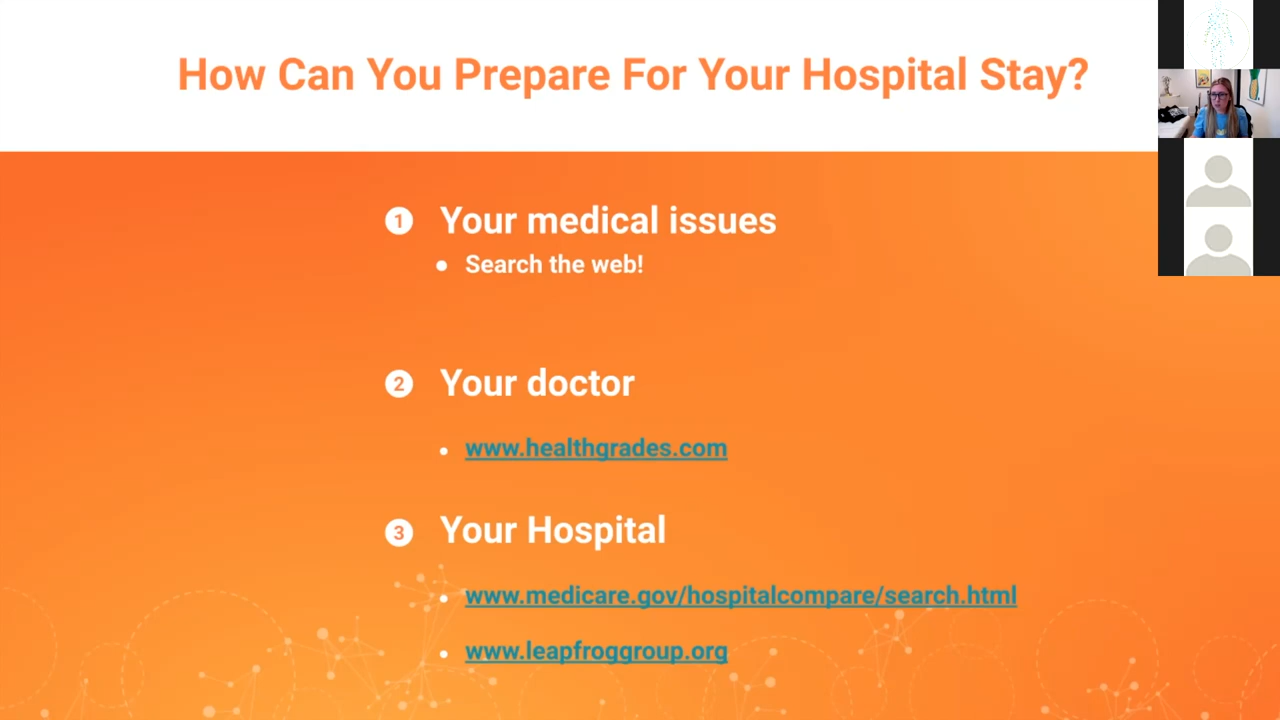 How Can You Prepare For Your Hospital Stay?
1 Your medical issues
• Search the web!
2 Your doctor
• www.healthgrades.com
3 Your Hospital
• www.medicare.gov/hospitalcompare/search.html
• www.leapfroggroup.org